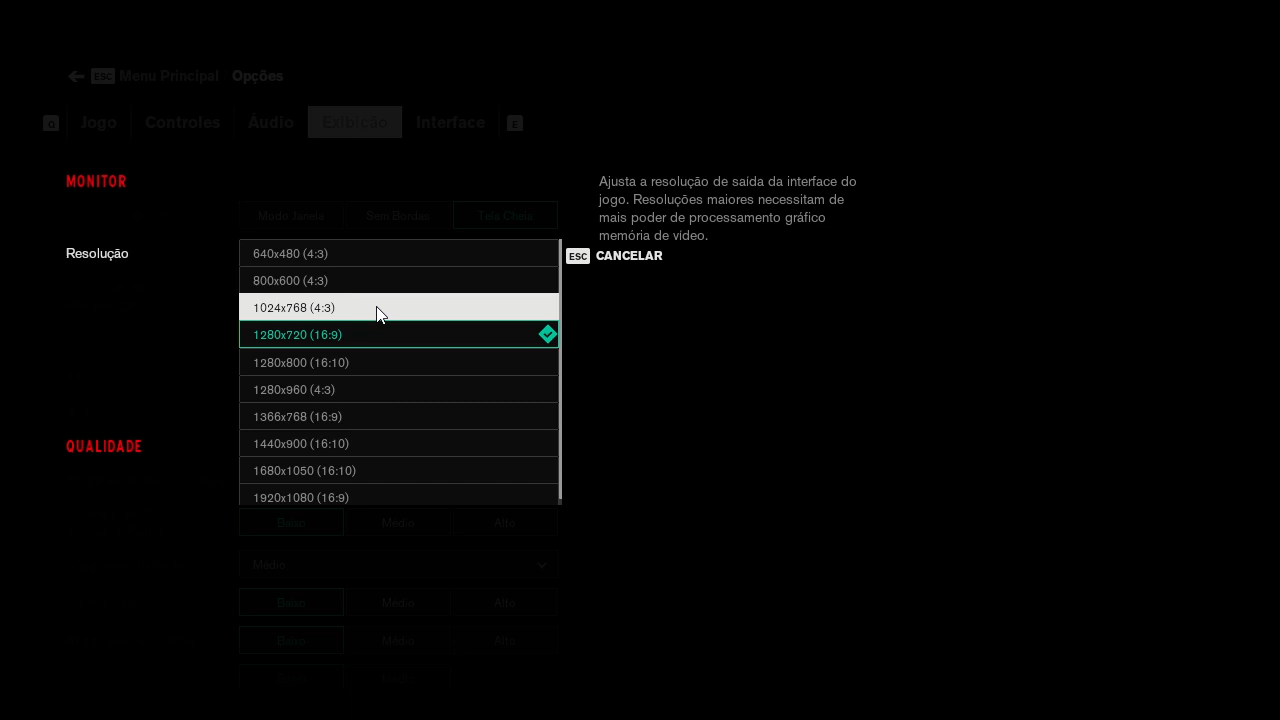 ESC Menu Principal Opções
Q Jogo Controles Áudio Exibição Interface E
MONITOR
Modo Janela Sem Bordas Tela Cheia
Resolução
640x480 (4:3)
800x600 (4:3)
1024x768 (4:3)
1280x720 (16:9)
1280x800 (16:10)
1280x960 (4:3)
1366x768 (16:9)
1440x900 (16:10)
1680x1050 (16:10)
1920x1080 (16:9)
Ajusta a resolução de saída da interface do
jogo. Resoluções maiores necessitam de
mais poder de processamento gráfico
memória de vídeo.
ESC CANCELAR
QUALIDADE
Baixo Médio Alto
Média
Baixo Médio Alto
Baixo Médio Alto
Baixo Médio